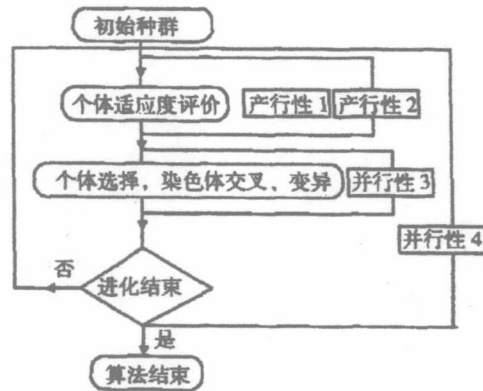 初始种群
个体适应度评价
产行性 1
产行性 2
个体选择，染色体交叉、变异
并行性 3
并行性 4
否
进化结束
是
算法结束